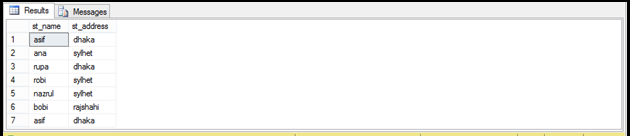 Results Messages
st_name st_address
1 asif dhaka
2 ana sylhet
3 rupa dhaka
4 robi sylhet
5 nazrul sylhet
6 bobi rajshahi
7 asif dhaka